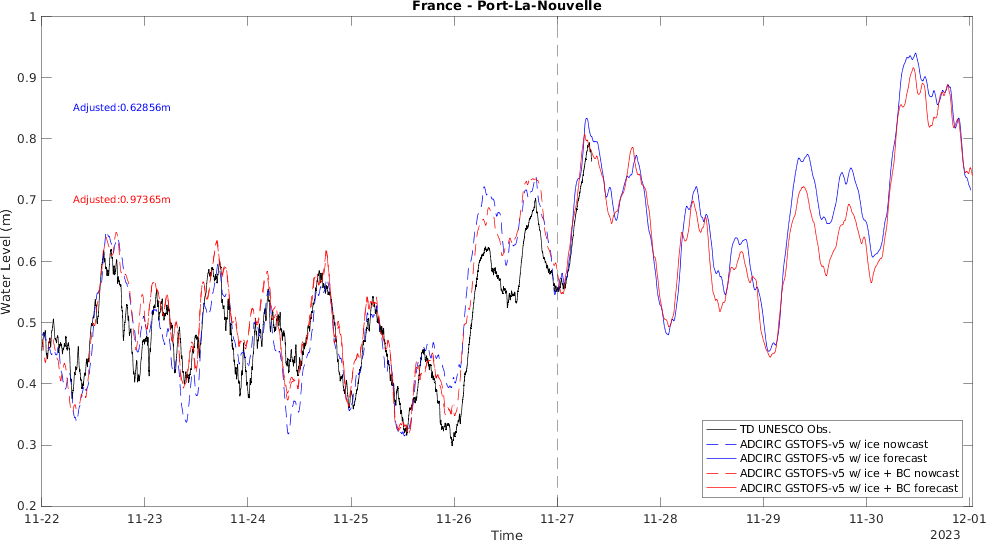 France - Port-La-Nouvelle
1
0.9
0.8
0.7
0.6
0.5
0.4
0.3
0.2
Water Level (m)
Adjusted:0.62856m
Adjusted:0.97365m
TD UNESCO Obs.
ADCIRC GSTOFS-v5 w/ ice nowcast
ADCIRC GSTOFS-v5 w/ ice forecast
ADCIRC GSTOFS-v5 w/ ice + BC nowcast
ADCIRC GSTOFS-v5 w/ ice + BC forecast
11-22 11-23 11-24 11-25 11-26 11-27 11-28 11-29 11-30 12-01
Time
2023